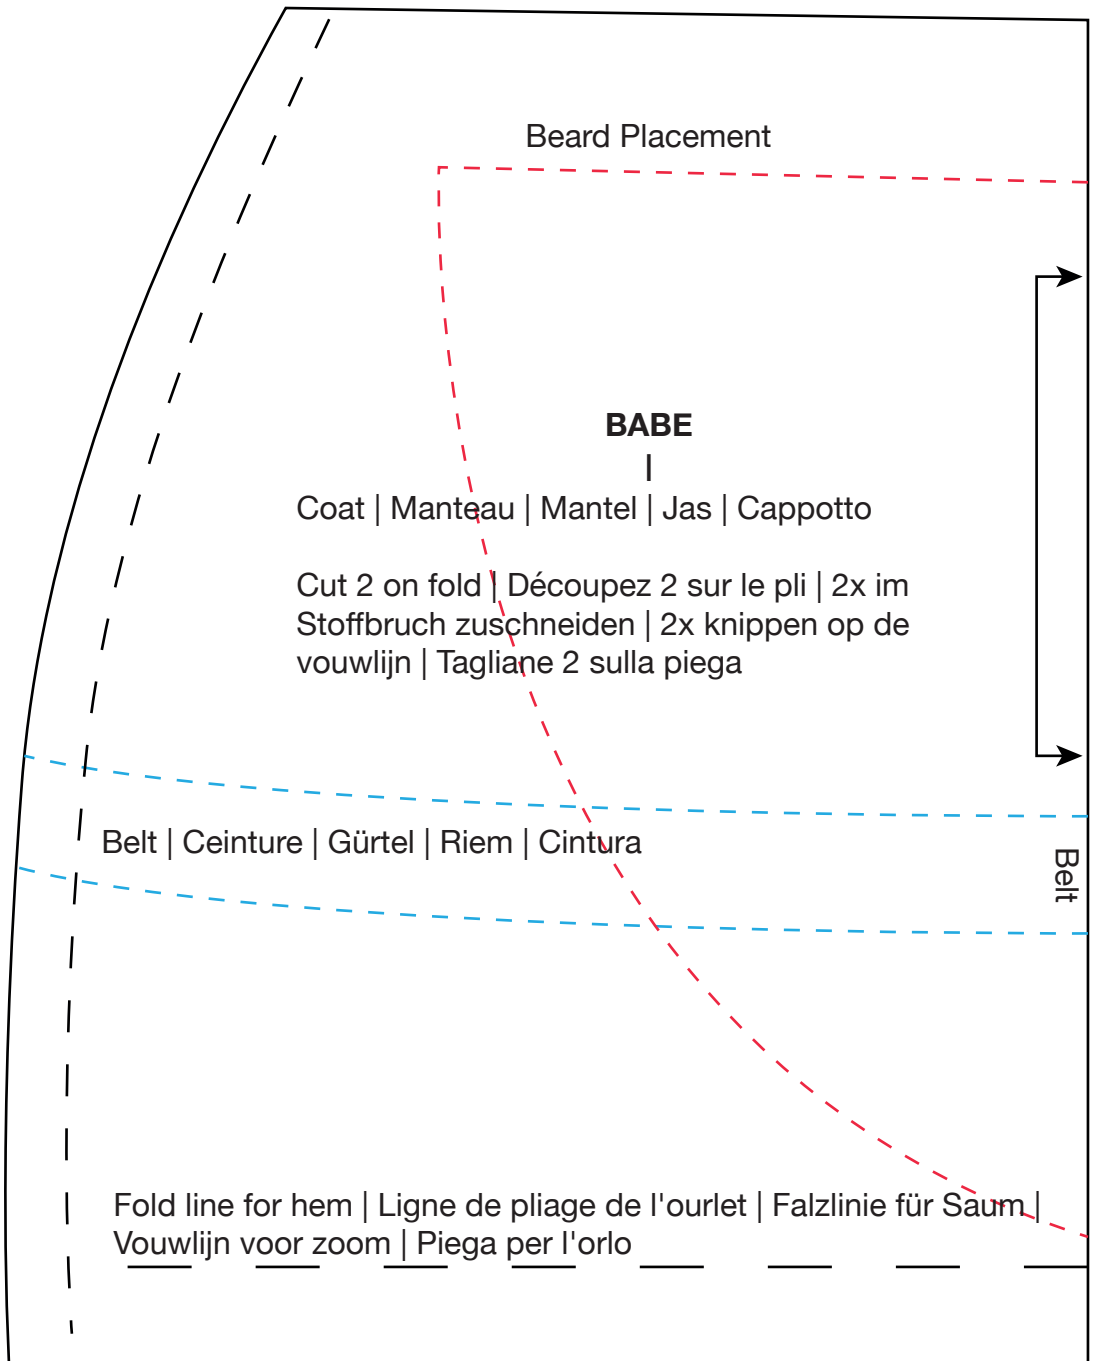 Beard Placement
BABE
|
Coat | Manteau | Mantel | Jas | Cappotto
Cut 2 on fold | Découpez 2 sur le pli | 2x im
Stoffbruch zuschneiden | 2x knippen op de
vouwlijn | Tagliane 2 sulla piega
Belt | Ceinture | Gürtel | Riem | Cintura
Belt
Fold line for hem | Ligne de pliage de l'ourlet | Falzlinie für Saum |
Vouwlijn voor zoom | Piega per l'orlo